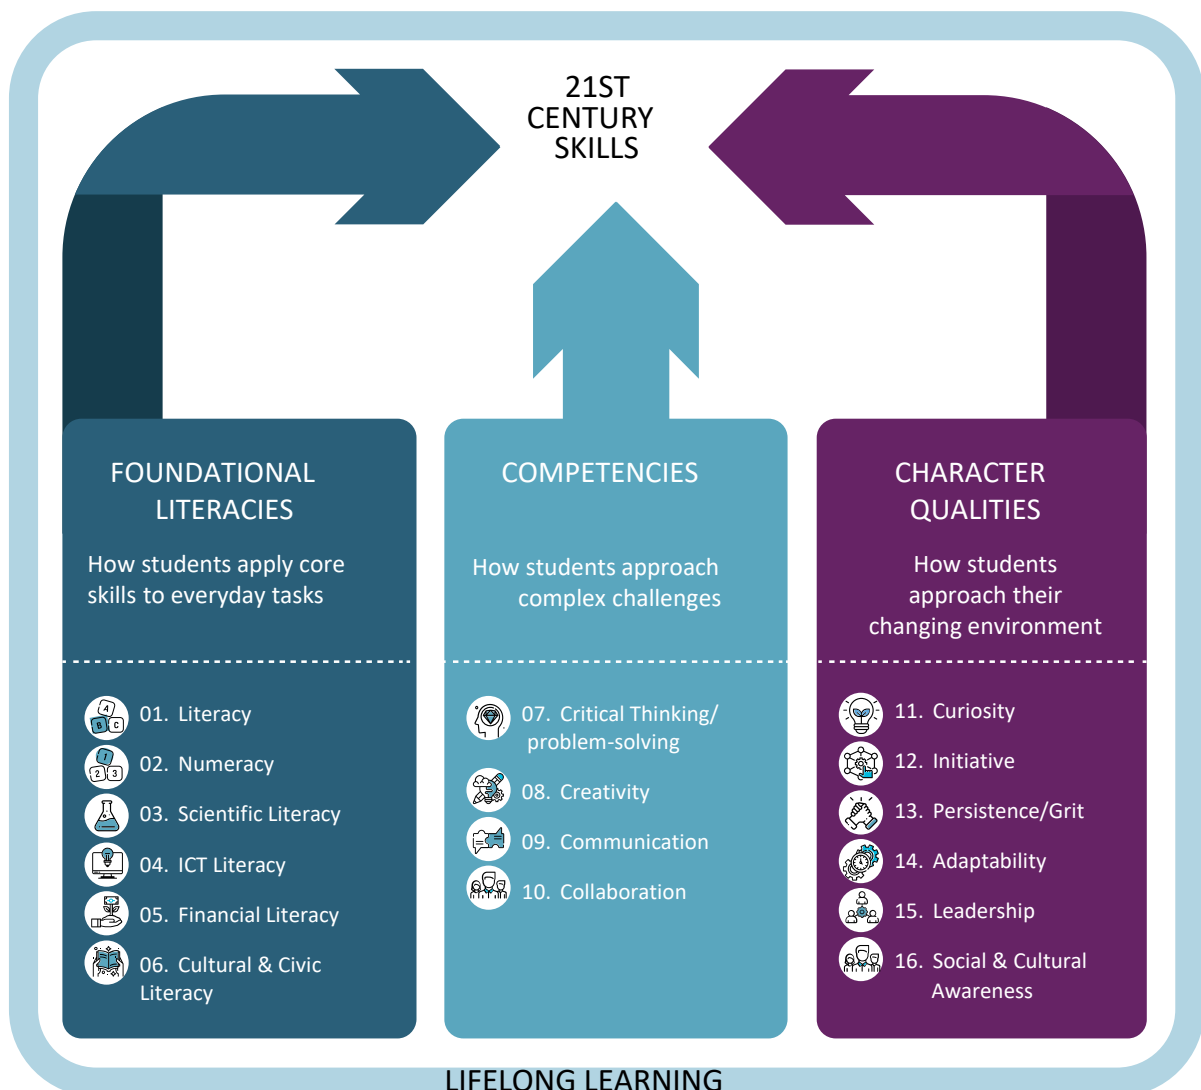 21ST
CENTURY
SKILLS
FOUNDATIONAL
LITERACIES
How students apply core
skills to everyday tasks
01. Literacy
02. Numeracy
03. Scientific Literacy
04. ICT Literacy
05. Financial Literacy
06. Cultural & Civic
Literacy
COMPETENCIES
How students approach
complex challenges
07. Critical Thinking/
problem-solving
08. Creativity
09. Communication
10. Collaboration
CHARACTER
QUALITIES
How students
approach their
changing environment
11. Curiosity
12. Initiative
13. Persistence/Grit
14. Adaptability
15. Leadership
16. Social & Cultural
Awareness
LIFELONG LEARNING